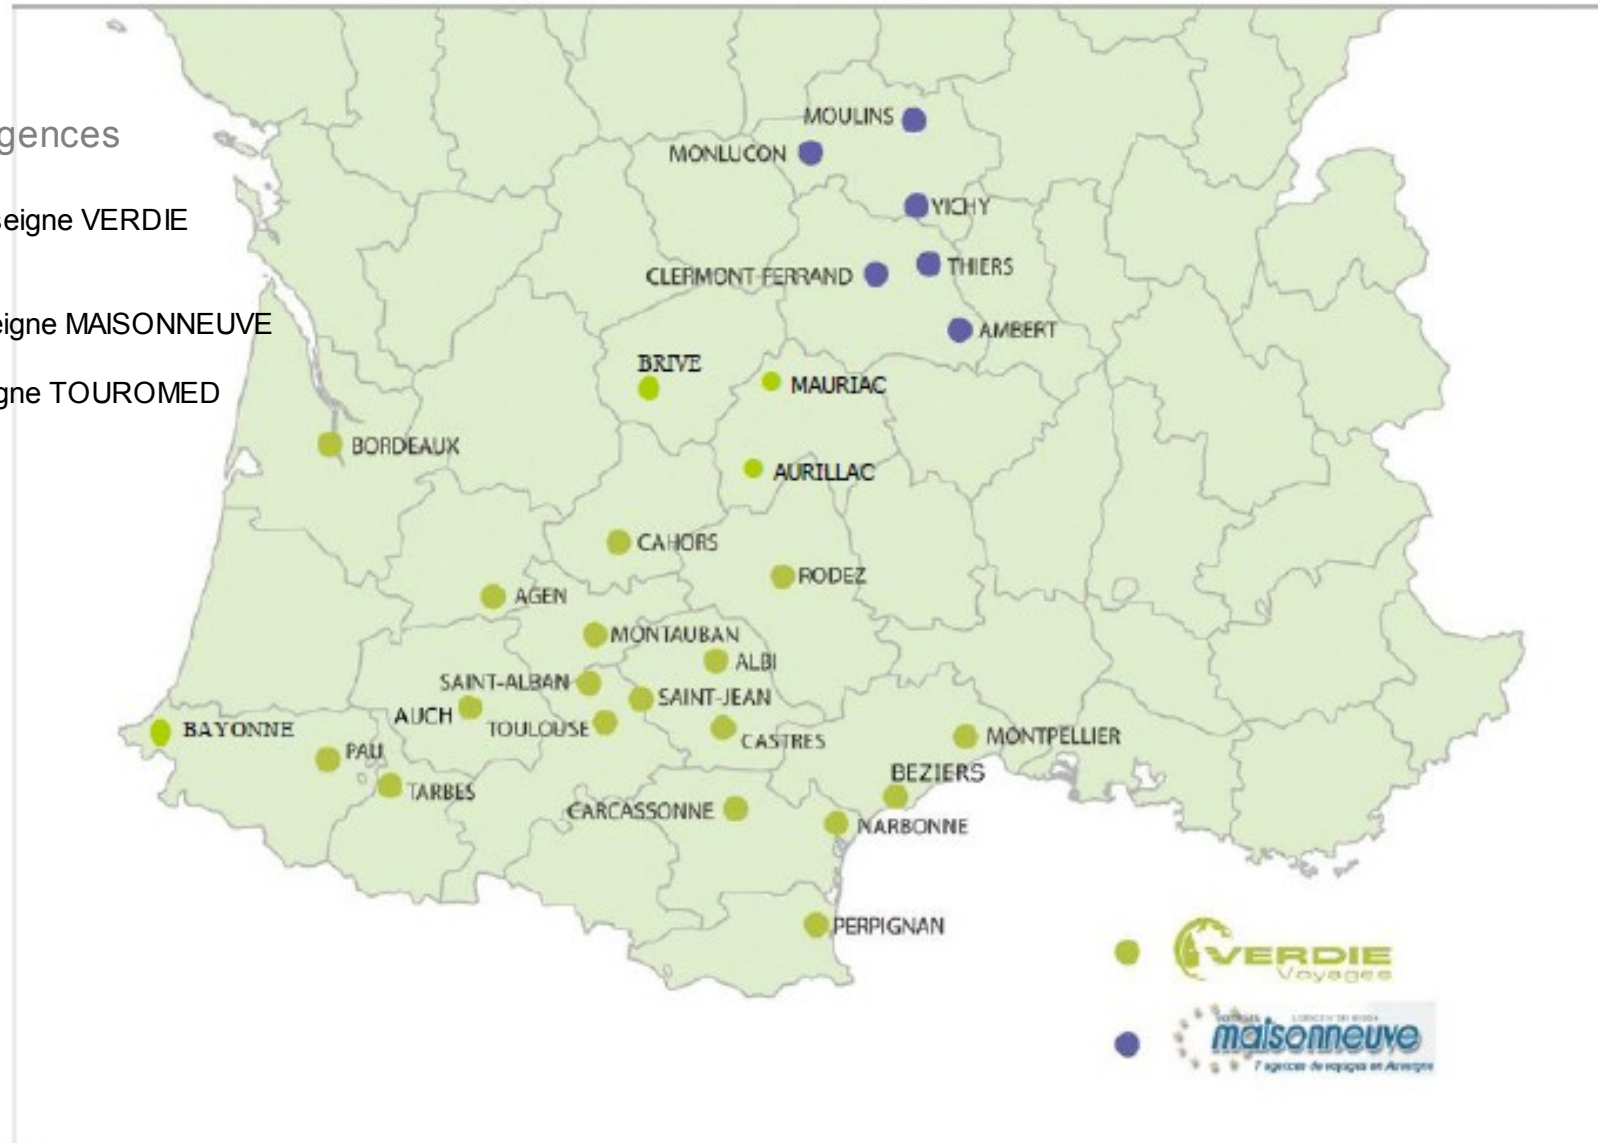 MOULINS
gences
MONLUCON
VICHY
seigne VERDIE
THIERS
CLERMONT-FERRAND
eigne MAISONNEUVE
AMBERT
BRIVE
MAURIAC
gne TOUROMED
BORDEAUX
AURILLAC
CAHORS
RODEZ
AGEN
MONTAUBAN
ALBI
SAINT-ALBAN
SAINT-JEAN
AUCH
TOULOUSE
BAYONNE
CASTRES
MONTPELLIER
PAU
BEZIERS
TARBES
CARCASSONNE
NARBONNE
PERPIGNAN
VERDIE
Voyages
maisonneuve
7 agences de voyages en Auvergne